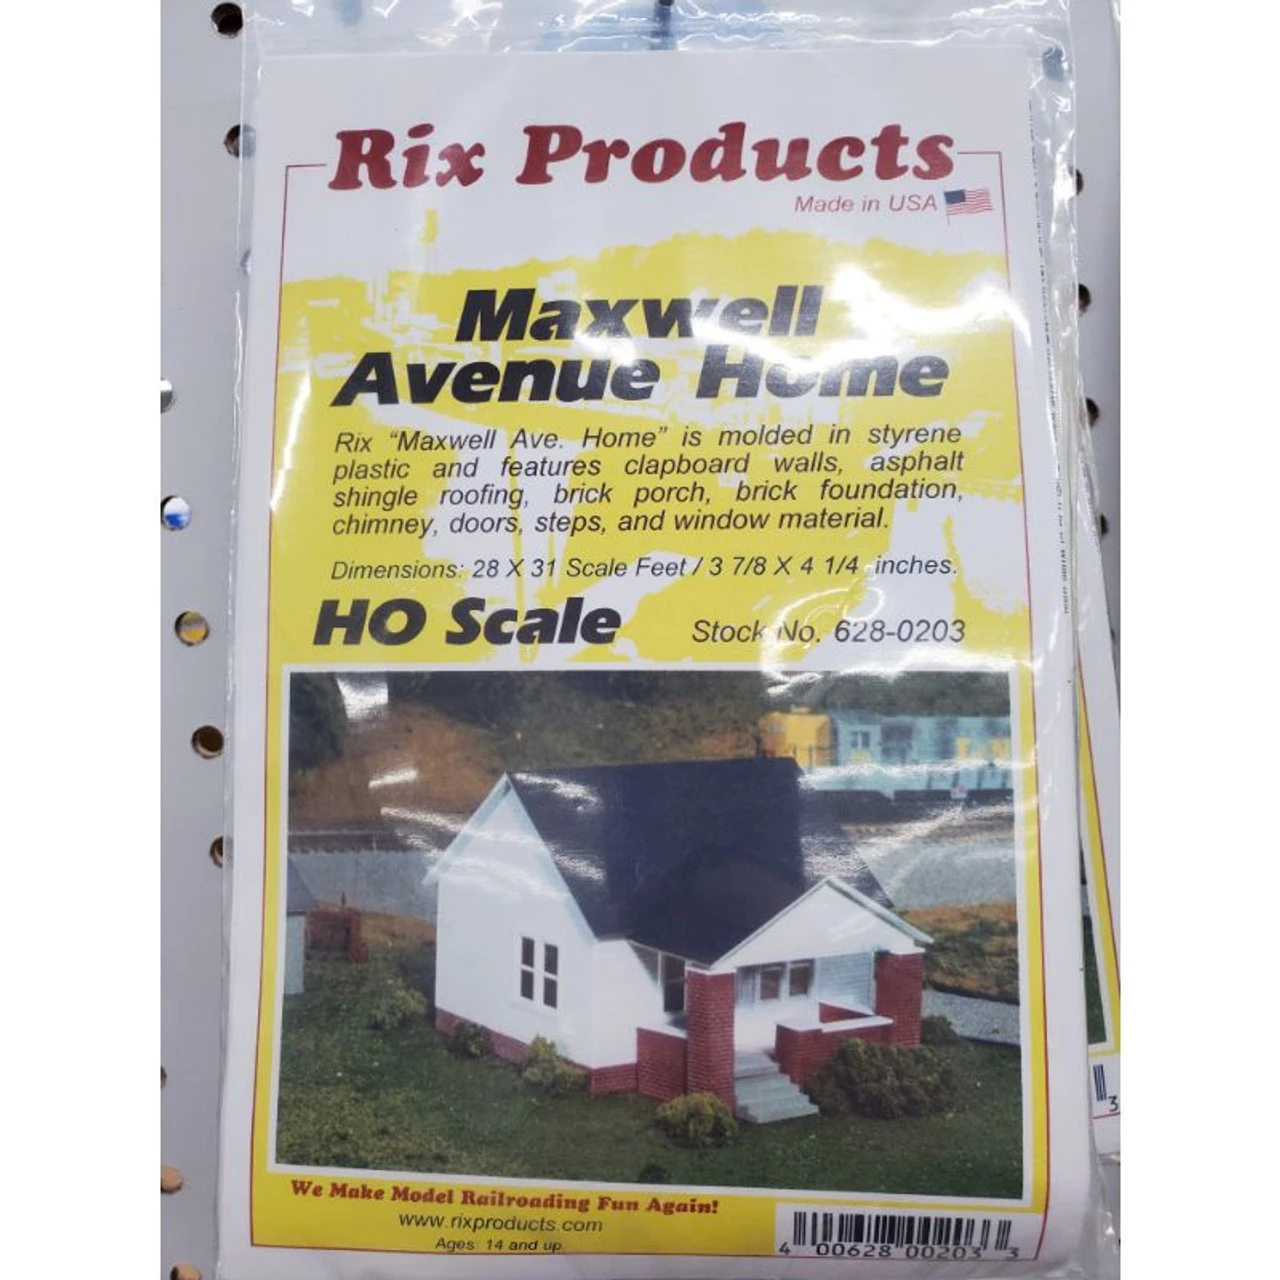 Rix Products
Made in USA
Maxwell
Avenue Home
Rix “Maxwell Ave. Home” is molded in styrene
plastic and features clapboard walls, asphalt
shingle roofing, brick porch, brick foundation,
chimney, doors, steps, and window material.
Dimensions: 28 X 31 Scale Feet / 3 7/8 X 4 1/4 inches.
HO Scale
Stock No. 628-0203
We Make Model Railroading Fun Again!
www.rixproducts.com
Ages: 14 and up.
4 00628 00203 3
3